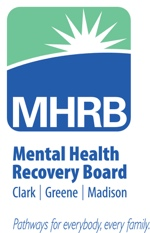 MHRB
Mental Health
Recovery Board
Clark | Greene | Madison
Pathways for everybody, every family.